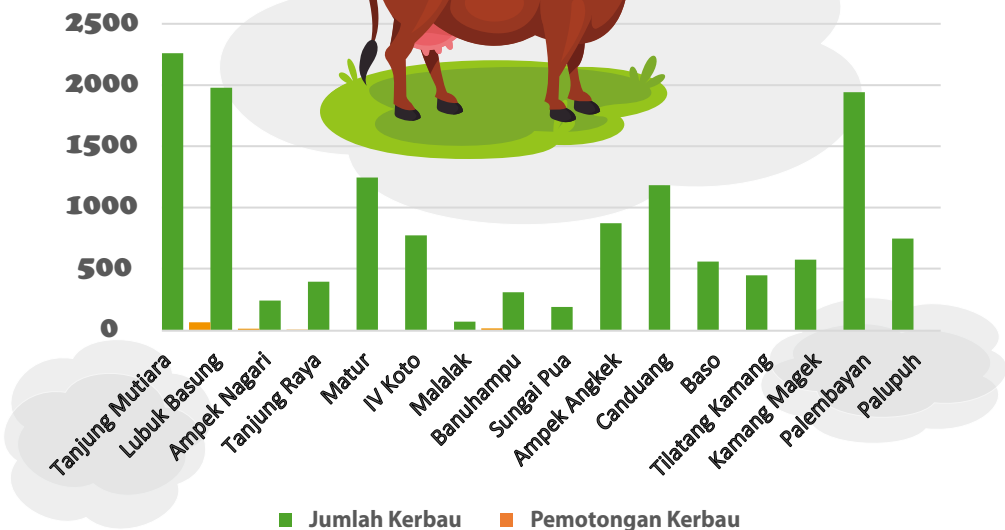 2500
2000
1500
1000
500
0
Tanjung Mutiara
Lubuk Basung
Ampek Nagari
Tanjung Raya
Matur
IV Koto
Malalak
Banuhampu
Sungai Pua
Ampek Angkek
Canduang
Baso
Tilatang Kamang
Kamang Magek
Palembayan
Palupuh
Jumlah Kerbau
Pemotongan Kerbau